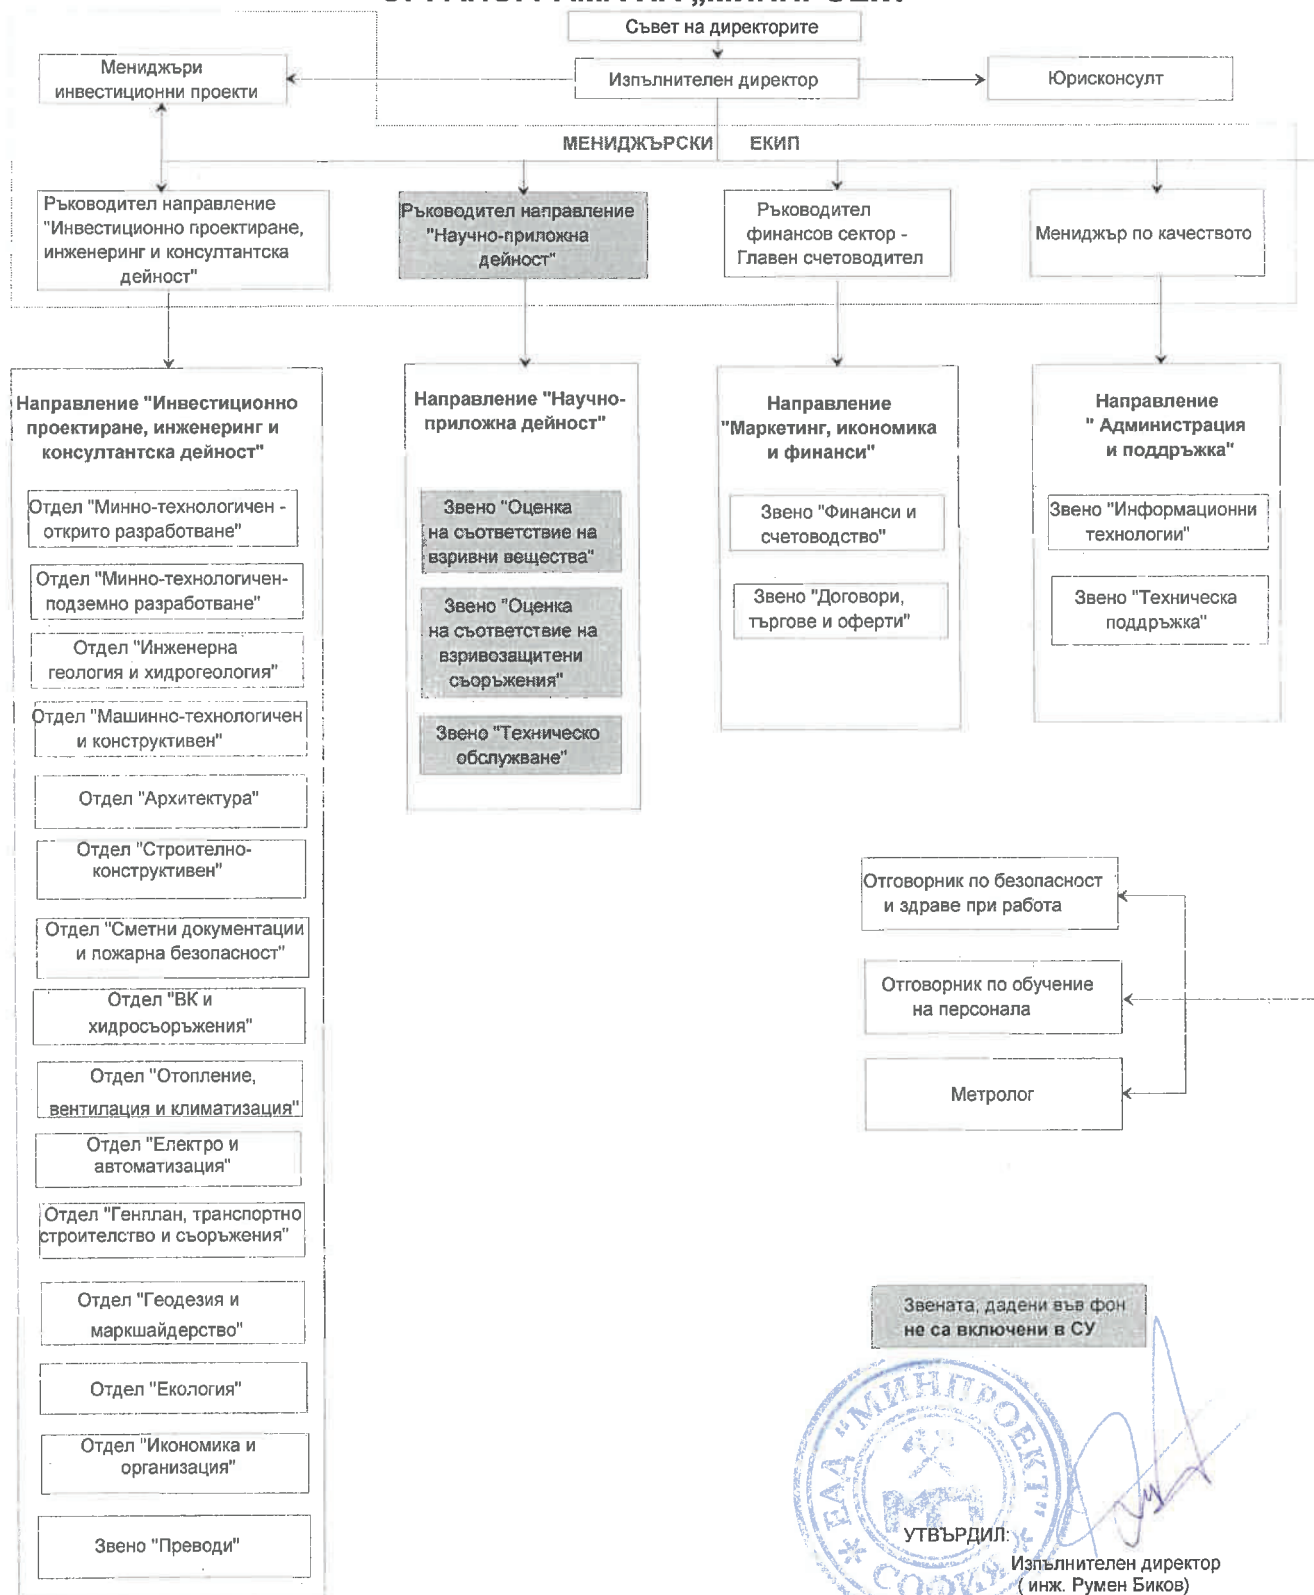 Съвет на директорите
Мениджъри
инвестиционни проекти
Изпълнителен директор
Юрисконсулт
МЕНИДЖЪРСКИ ЕКИП
Ръководител направление
"Инвестиционно проектиране,
инженеринг и консултантска
дейност"
Ръководител направление
"Научно-приложна
дейност"
Ръководител
финансов сектор -
Главен счетоводител
Мениджър по качеството
Направление "Инвестиционно
проектиране, инженеринг и
консултантска дейност"
Отдел "Минно-технологичен -
открито разработване"
Отдел "Минно-технологичен-
подземно разработване"
Отдел "Инженерна
геология и хидрогеология"
Отдел "Машинно-технологичен
и конструктивен"
Отдел "Архитектура"
Отдел "Строително-
конструктивен"
Отдел "Сметни документации
и пожарна безопасност"
Отдел "ВК и
хидросъоръжения"
Отдел "Отопление,
вентилация и климатизация"
Отдел "Електро и
автоматизация"
Отдел "Генплан, транспортно
строителство и съоръжения"
Отдел "Геодезия и
маркшайдерство"
Отдел "Екология"
Отдел "Икономика и
организация"
Звено "Преводи"
Направление "Научно-
приложна дейност"
Звено "Оценка
на съответствие на
взривни вещества"
Звено "Оценка
на съответствие на
взривозащитени
съоръжения"
Звено "Техническо
обслужване"
Направление
"Маркетинг, икономика
и финанси"
Звено "Финанси и
счетоводство"
Звено "Договори,
търгове и оферти"
Направление
" Администрация
и поддръжка"
Звено "Информационни
технологии"
Звено "Техническа
поддръжка"
Отговорник по безопасност
и здраве при работа
Отговорник по обучение
на персонала
Метролог
Звената, дадени във фон
не са включени в СУ
ЕАД "МИНПРОЕКТ"
МП
СОФИЯ
УТВЪРДИЛ:
Изпълнителен директор
( инж. Румен Биков)